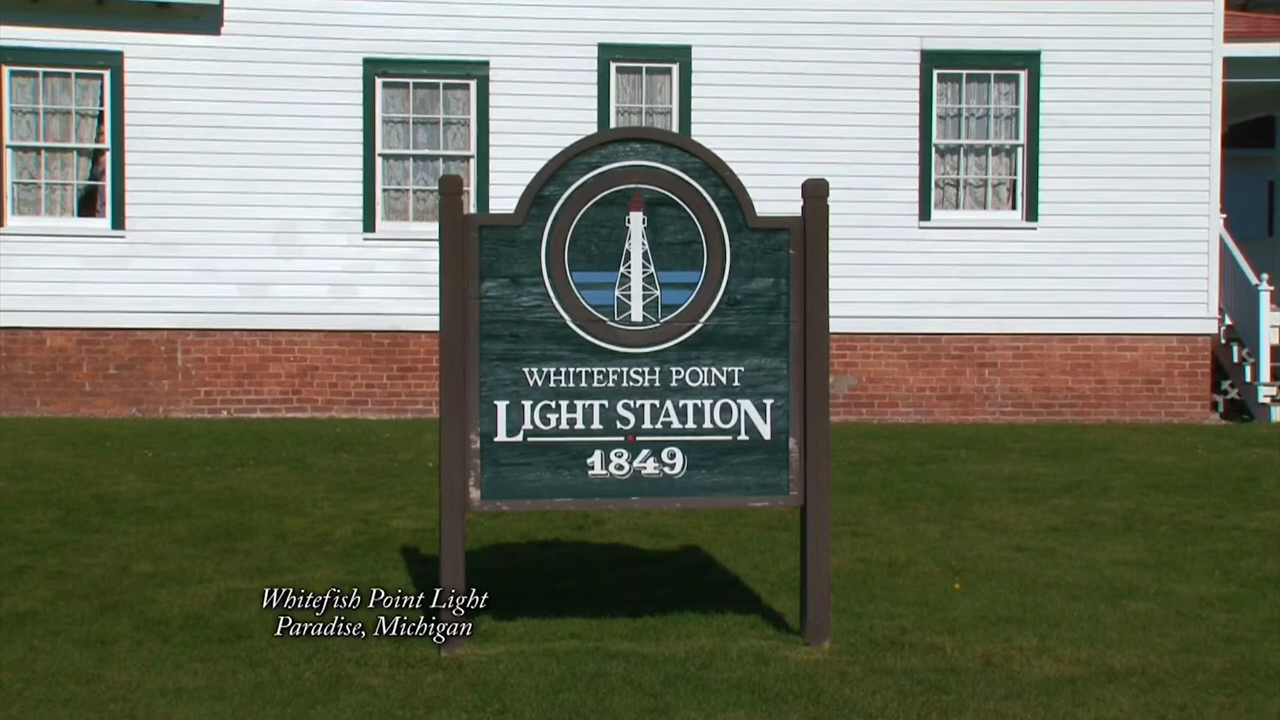 WHITEFISH POINT
LIGHT STATION
1849
Whitefish Point Light
Paradise, Michigan